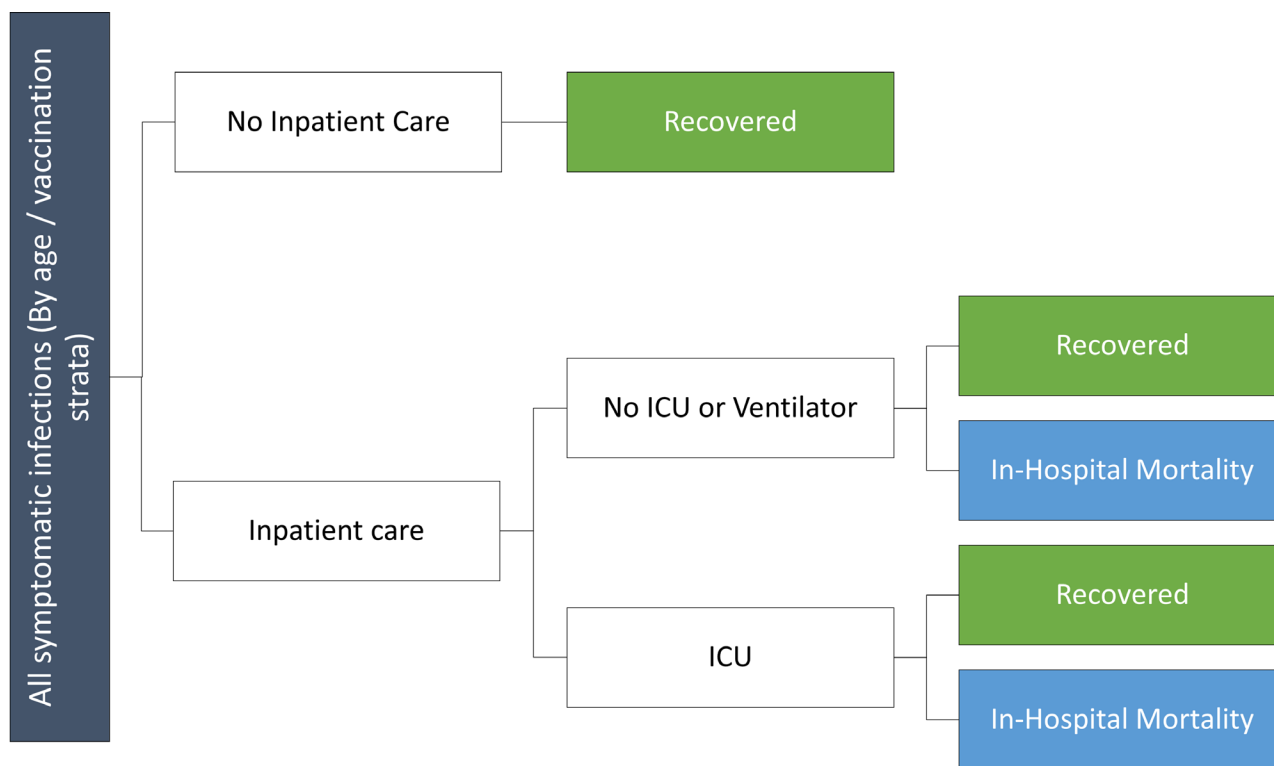 All symptomatic infections (By age / vaccination
strata)
No Inpatient Care
Recovered
Inpatient care
No ICU or Ventilator
Recovered
In-Hospital Mortality
ICU
Recovered
In-Hospital Mortality